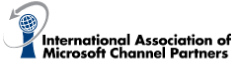 International Association of
Microsoft Channel Partners